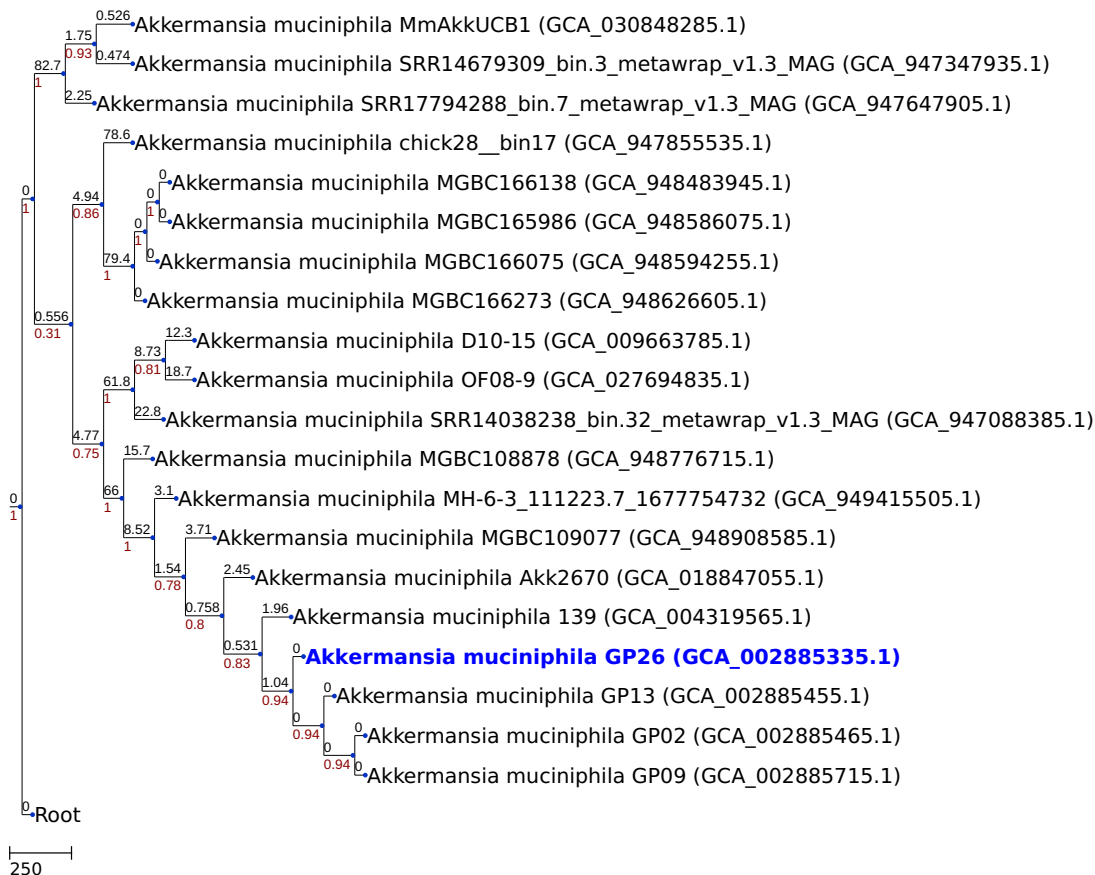 0.526
Akkermansia muciniphila MmAkkUCB1 (GCA_030848285.1)
1.75
0.93
0.474
Akkermansia muciniphila SRR14679309_bin.3_metawrap_v1.3_MAG (GCA_947347935.1)
82.7
1
2.25
Akkermansia muciniphila SRR17794288_bin.7_metawrap_v1.3_MAG (GCA_947647905.1)
78.6
Akkermansia muciniphila chick28__bin17 (GCA_947855535.1)
0
Akkermansia muciniphila MGBC166138 (GCA_948483945.1)
0
1
4.94
0.86
0
1
0
Akkermansia muciniphila MGBC165986 (GCA_948586075.1)
0
1
0
Akkermansia muciniphila MGBC166075 (GCA_948594255.1)
79.4
1
0
Akkermansia muciniphila MGBC166273 (GCA_948626605.1)
0.556
0.31
12.3
Akkermansia muciniphila D10-15 (GCA_009663785.1)
8.73
0.81
18.7
Akkermansia muciniphila OF08-9 (GCA_027694835.1)
61.8
1
22.8
Akkermansia muciniphila SRR14038238_bin.32_metawrap_v1.3_MAG (GCA_947088385.1)
4.77
0.75
15.7
Akkermansia muciniphila MGBC108878 (GCA_948776715.1)
66
1
3.1
Akkermansia muciniphila MH-6-3_111223.7_1677754732 (GCA_949415505.1)
0
1
8.52
1
3.71
Akkermansia muciniphila MGBC109077 (GCA_948908585.1)
1.54
0.78
2.45
Akkermansia muciniphila Akk2670 (GCA_018847055.1)
0.758
0.8
1.96
Akkermansia muciniphila 139 (GCA_004319565.1)
0.531
0.83
0
Akkermansia muciniphila GP26 (GCA_002885335.1)
1.04
0.94
0
Akkermansia muciniphila GP13 (GCA_002885455.1)
0
0.94
0
Akkermansia muciniphila GP02 (GCA_002885465.1)
0
0.94
0
Akkermansia muciniphila GP09 (GCA_002885715.1)
0
Root
250